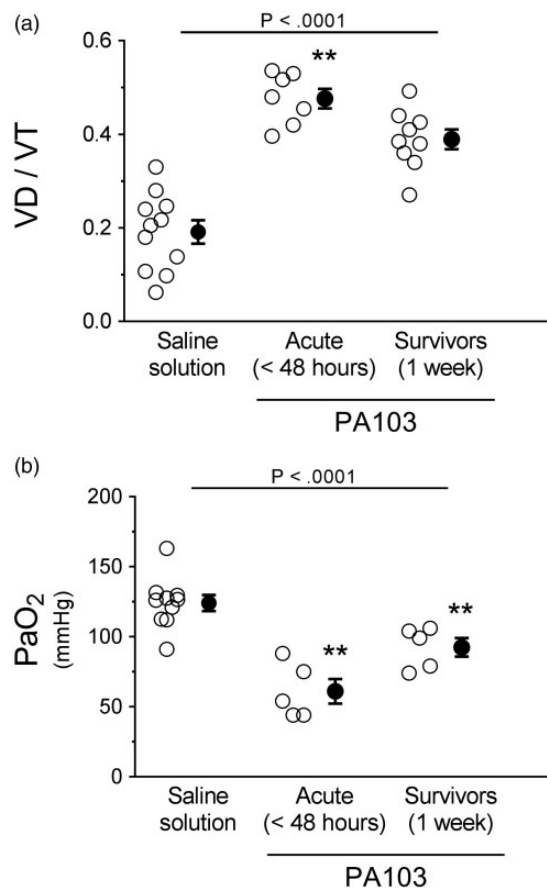 (a)
P < .0001
**
VD / VT
0.6
0.4
0.2
0.0
Saline
solution
Acute
(< 48 hours)
Survivors
(1 week)
PA103
(b)
P < .0001
**
**
PaO2
(mmHg)
200
150
100
50
0
Saline
solution
Acute
(< 48 hours)
Survivors
(1 week)
PA103